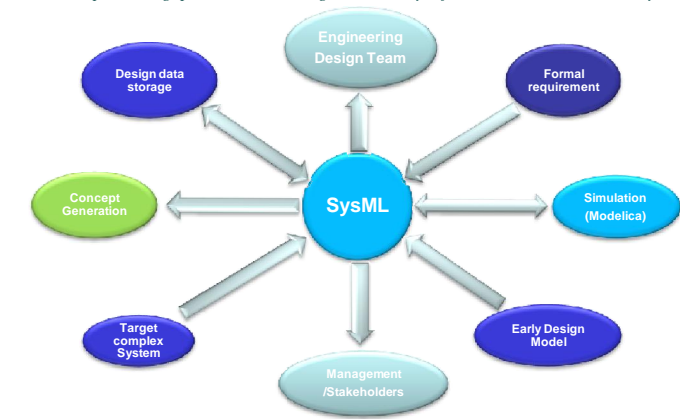 Engineering
Design Team
Design data
storage
Formal
requirement
Concept
Generation
SysML
Simulation
(Modelica)
Target
complex
System
Early Design
Model
Management
/Stakeholders